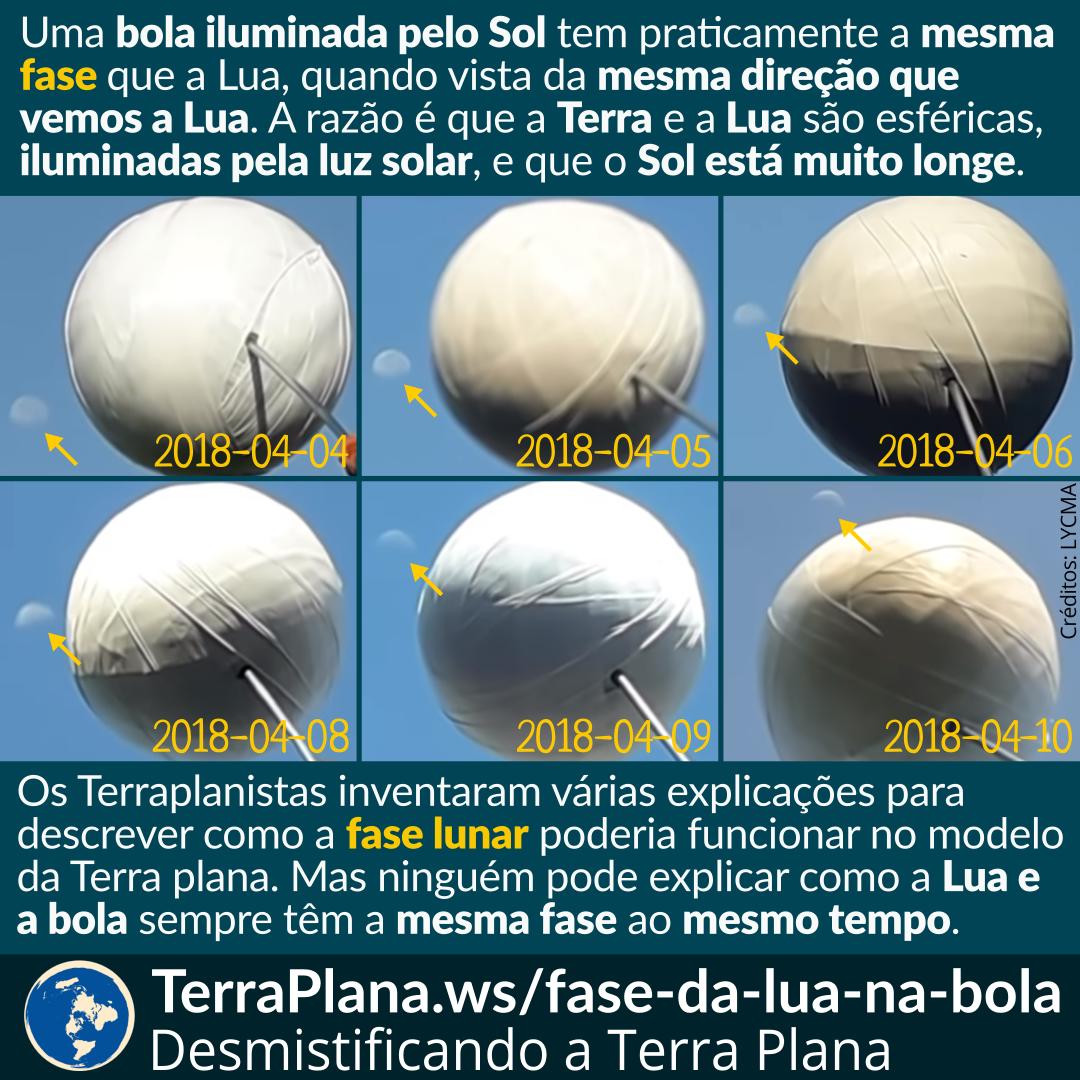 Uma bola iluminada pelo Sol tem praticamente a mesma
fase que a Lua, quando vista da mesma direção que
vemos a Lua. A razão é que a Terra e a Lua são esféricas,
iluminadas pela luz solar, e que o Sol está muito longe.
2018-04-04
2018-04-05
2018-04-06
2018-04-08
2018-04-09
2018-04-10
Créditos: LYCMA
Os Terraplanistas inventaram várias explicações para
descrever como a fase lunar poderia funcionar no modelo
da Terra plana. Mas ninguém pode explicar como a Lua e
a bola sempre têm a mesma fase ao mesmo tempo.
TerraPlana.ws/fase-da-lua-na-bola
Desmistificando a Terra Plana